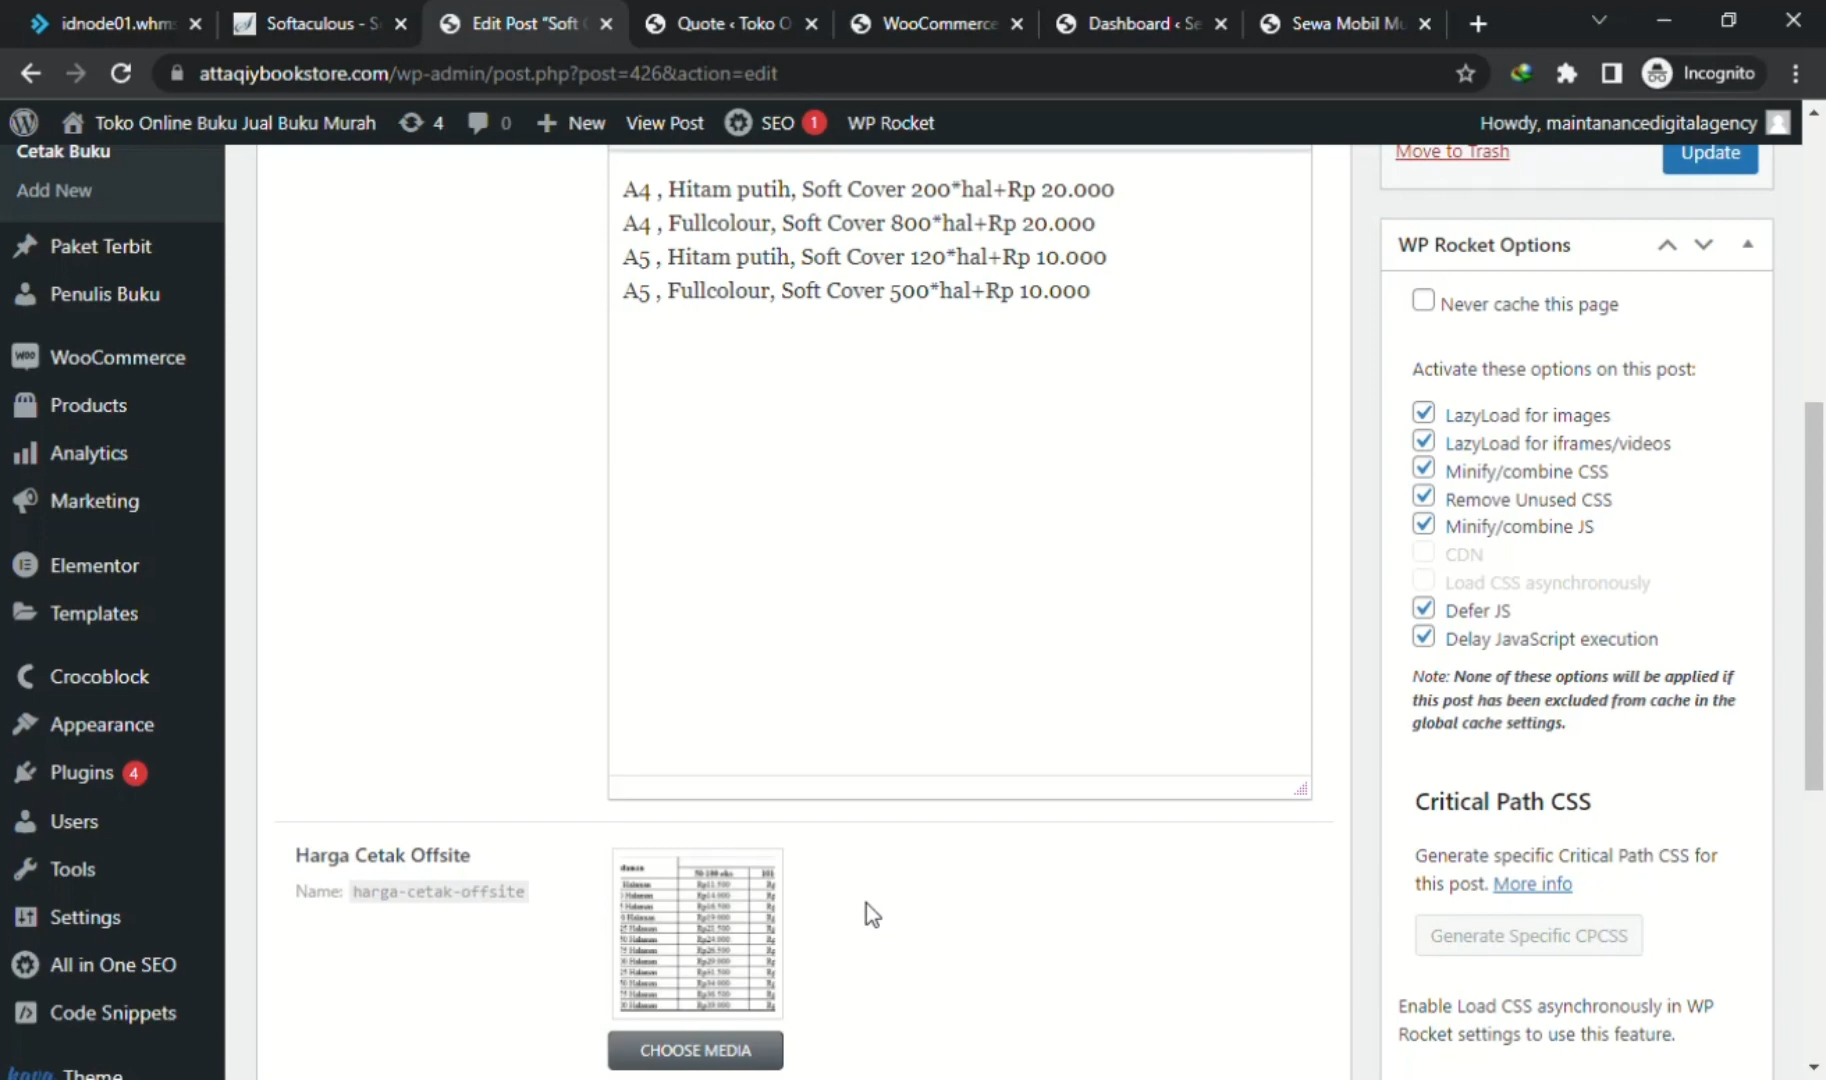 idnode01.whms
Softaculous - S
Edit Post "Soft C
Quote ‹ Toko O
WooCommerce
Dashboard ‹ Se
Sewa Mobil Mu
attaqiybookstore.com/wp-admin/post.php?post=426&action=edit
Incognito
Toko Online Buku Jual Buku Murah
4
0
New
View Post
SEO 1
WP Rocket
Howdy, maintanancedigitalagency
Cetak Buku
Add New
Paket Terbit
Penulis Buku
WooCommerce
Products
Analytics
Marketing
Elementor
Templates
Crocoblock
Appearance
Plugins 4
Users
Tools
Settings
All in One SEO
Code Snippets
kava Theme
A4 , Hitam putih, Soft Cover 200*hal+Rp 20.000
A4 , Fullcolour, Soft Cover 800*hal+Rp 20.000
A5 , Hitam putih, Soft Cover 120*hal+Rp 10.000
A5 , Fullcolour, Soft Cover 500*hal+Rp 10.000
Harga Cetak Offsite
Name: harga-cetak-offsite
CHOOSE MEDIA
Move to Trash
Update
WP Rocket Options
Never cache this page
Activate these options on this post:
LazyLoad for images
LazyLoad for iframes/videos
Minify/combine CSS
Remove Unused CSS
Minify/combine JS
CDN
Load CSS asynchronously
Defer JS
Delay JavaScript execution
Note: None of these options will be applied if
this post has been excluded from cache in the
global cache settings.
Critical Path CSS
Generate specific Critical Path CSS for
this post. More info
Generate Specific CPCSS
Enable Load CSS asynchronously in WP
Rocket settings to use this feature.